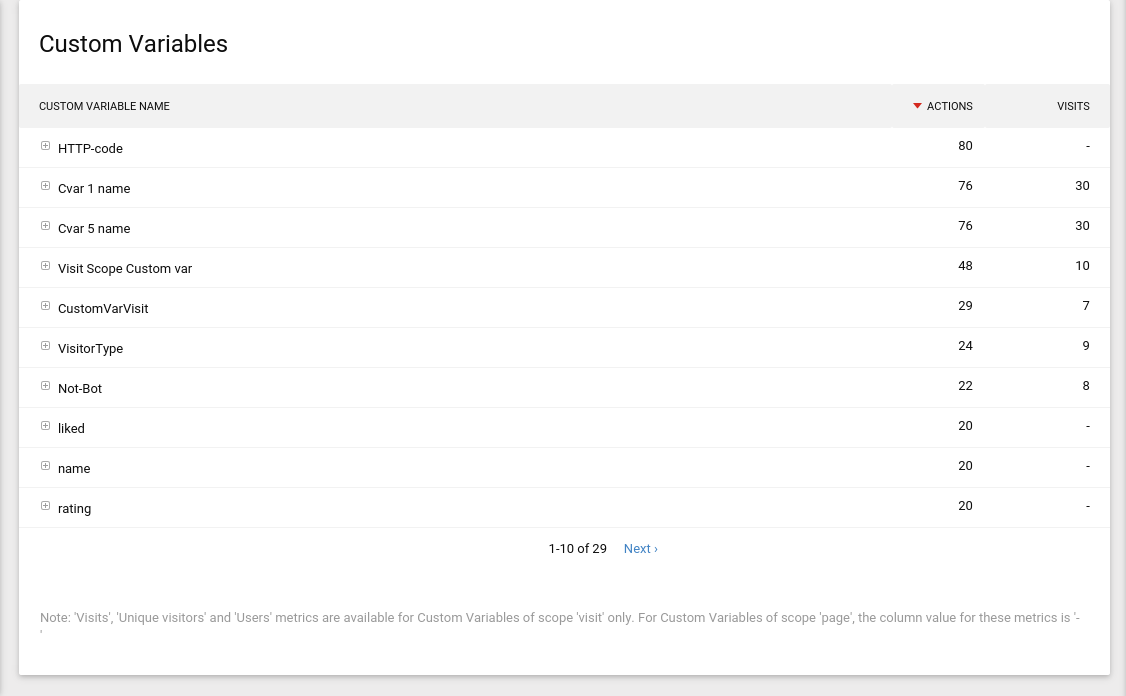 Custom Variables
CUSTOM VARIABLE NAME ACTIONS VISITS
HTTP-code 80 -
Cvar 1 name 76 30
Cvar 5 name 76 30
Visit Scope Custom var 48 10
CustomVarVisit 29 7
VisitorType 24 9
Not-Bot 22 8
liked 20 -
name 20 -
rating 20 -
1-10 of 29 Next ›
Note: 'Visits', 'Unique visitors' and 'Users' metrics are available for Custom Variables of scope 'visit' only. For Custom Variables of scope 'page', the column value for these metrics is '-
'